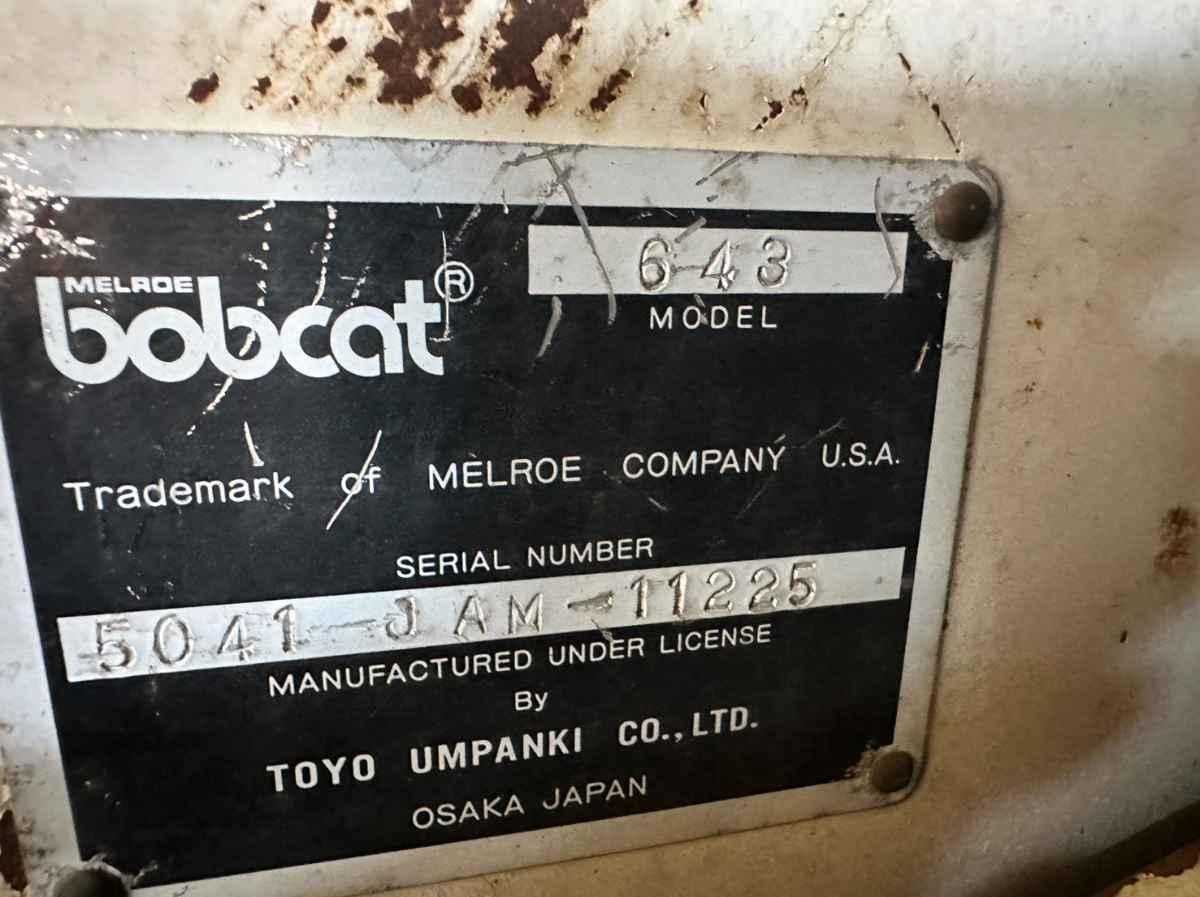 MELROE
bobcat®
643
MODEL
Trademark of MELROE COMPANY U.S.A.
SERIAL NUMBER
5041-JAM-11225
MANUFACTURED UNDER LICENSE
By
TOYO UMPANKI CO., LTD.
OSAKA JAPAN